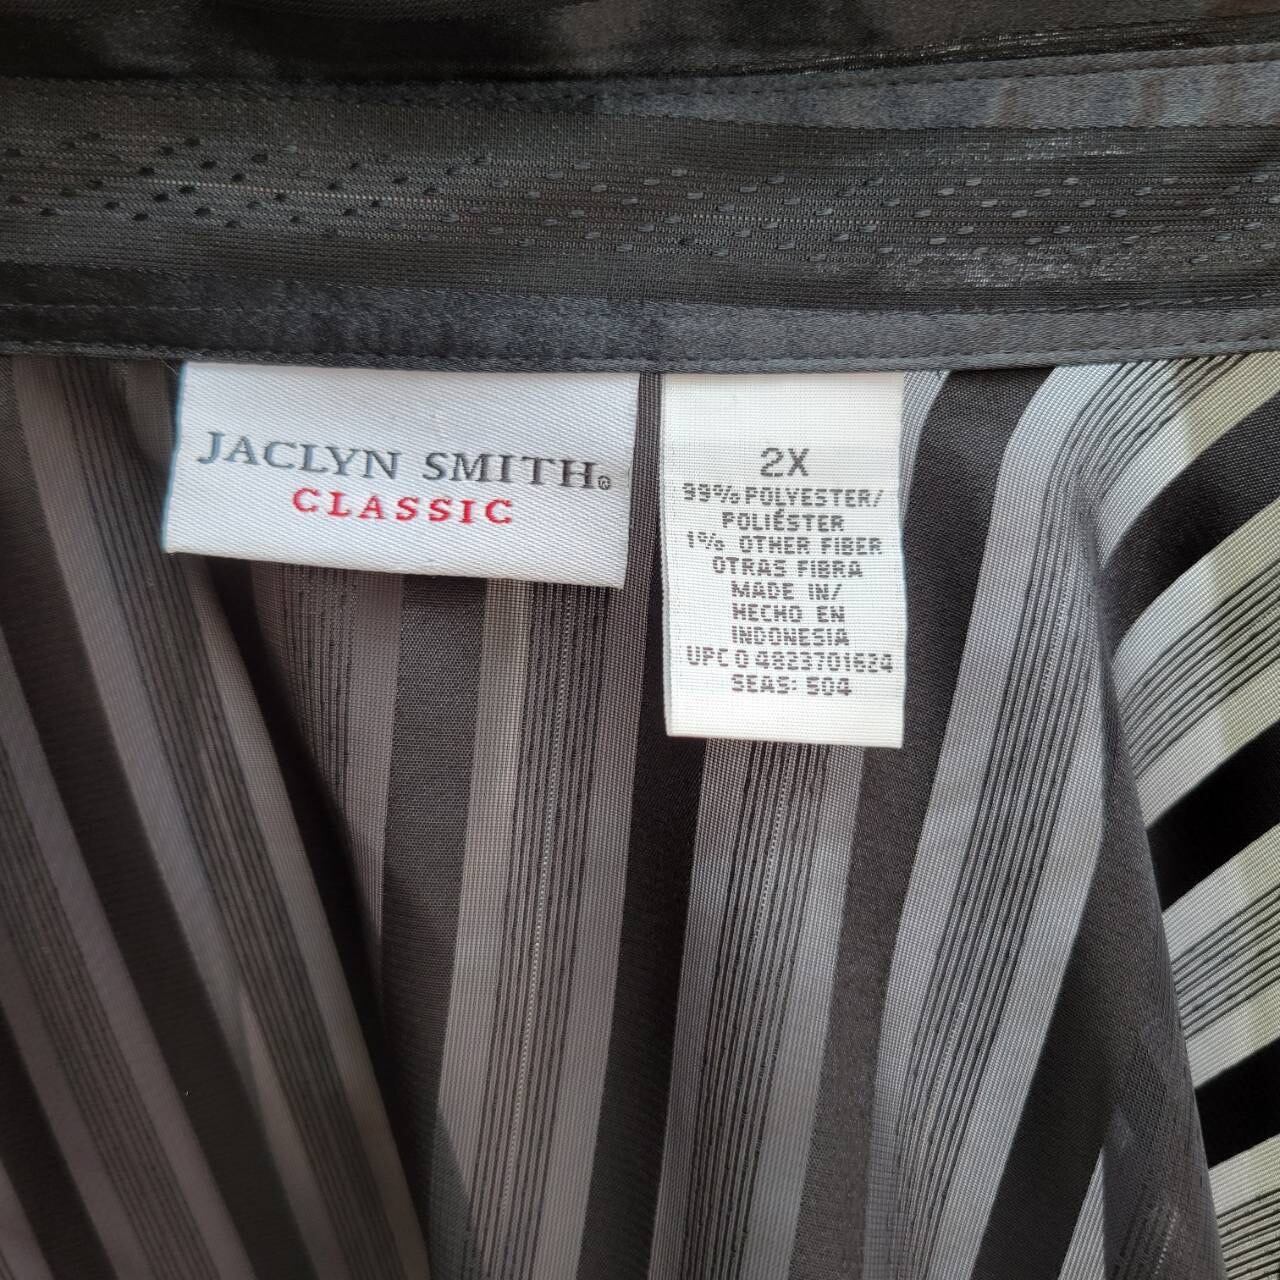 JACLYN SMITH®
CLASSIC
2X
99% POLYESTER/
POLIÉSTER
1% OTHER FIBER
OTRAS FIBRA
MADE IN/
HECHO EN
INDONESIA
UPC 0 4823701624
SEAS: 504